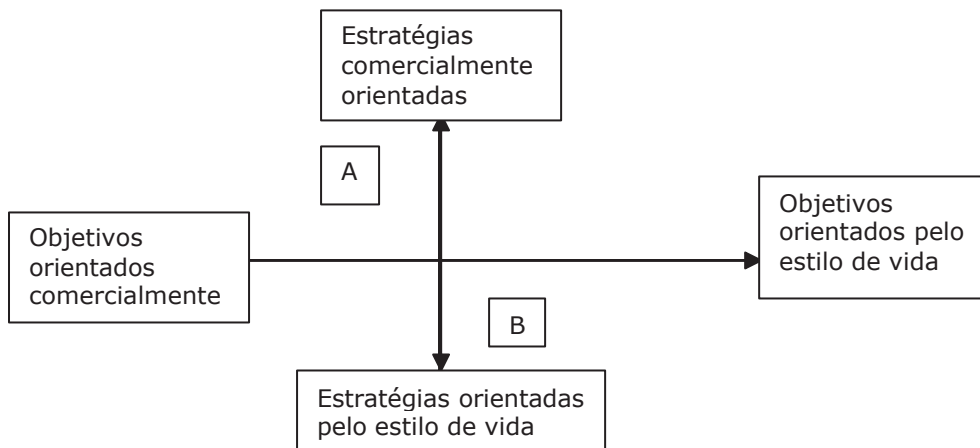 Estratégias
comercialmente
orientadas
A
Objetivos
orientados pelo
estilo de vida
Objetivos
orientados
comercialmente
B
Estratégias orientadas
pelo estilo de vida